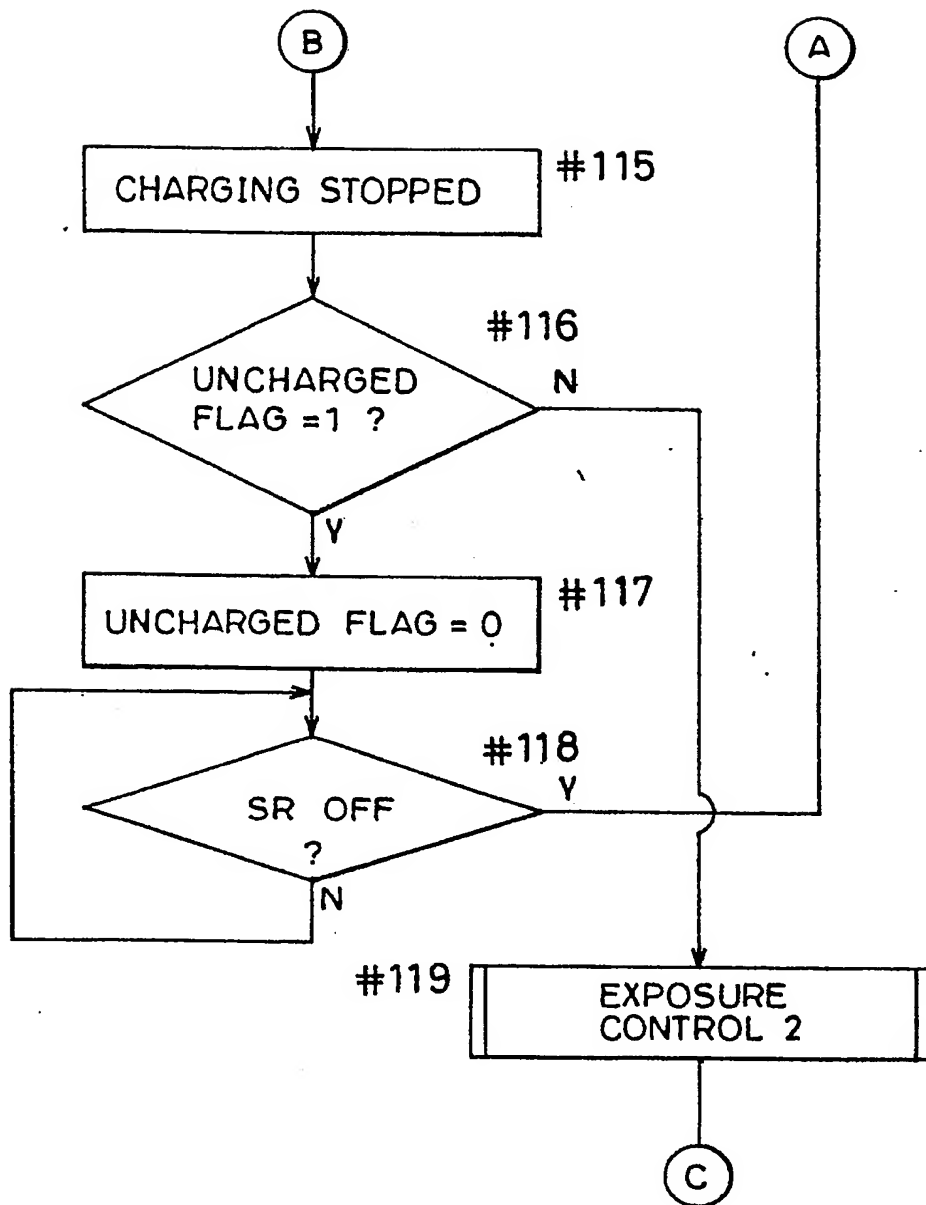 B
A
CHARGING STOPPED
#115
#116
UNCHARGED
FLAG =1 ?
N
Y
UNCHARGED FLAG = 0
#117
#118
SR OFF
?
Y
N
#119
EXPOSURE
CONTROL 2
C